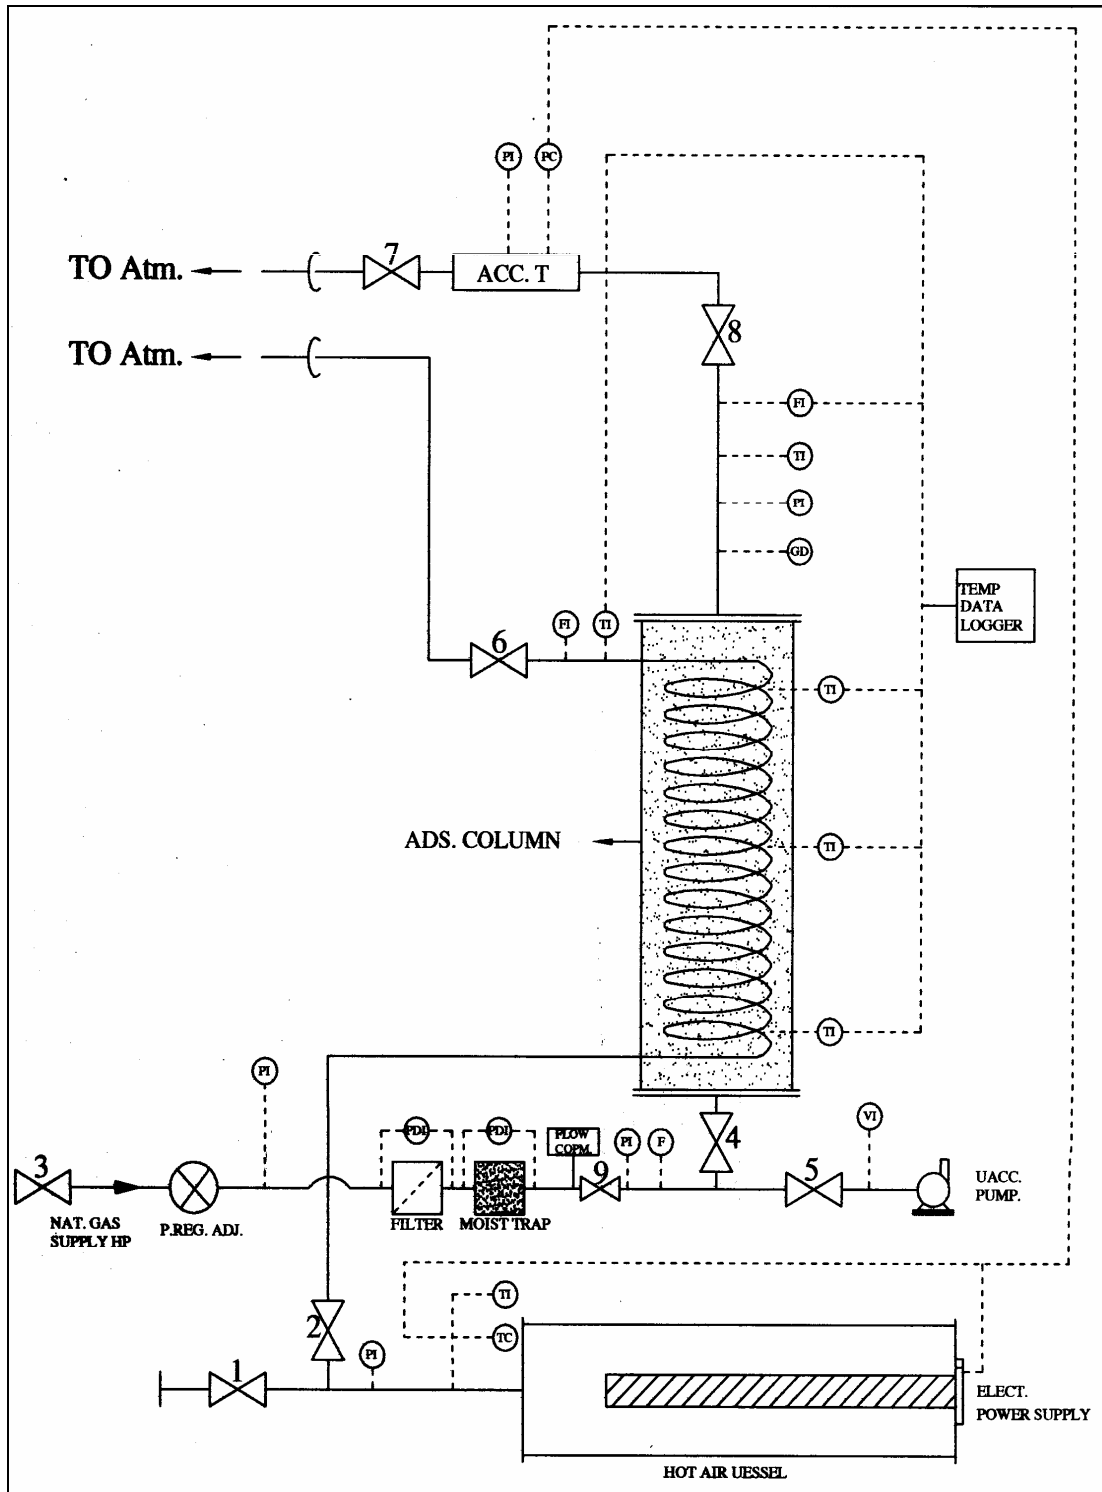 PI
PC
7
TO Atm.
ACC. T
8
TO Atm.
FI
TI
PI
GD
TEMP
DATA
LOGGER
FI
TI
6
TI
ADS. COLUMN
TI
TI
PI
PDI
PDI
PLOW
COPM.
PI
F
4
VI
3
9
5
UACC.
PUMP.
NAT. GAS
SUPPLY HP
P.REG. ADJ.
FILTER
MOIST TRAP
TI
2
TC
PI
1
ELECT.
POWER SUPPLY
HOT AIR UESSEL